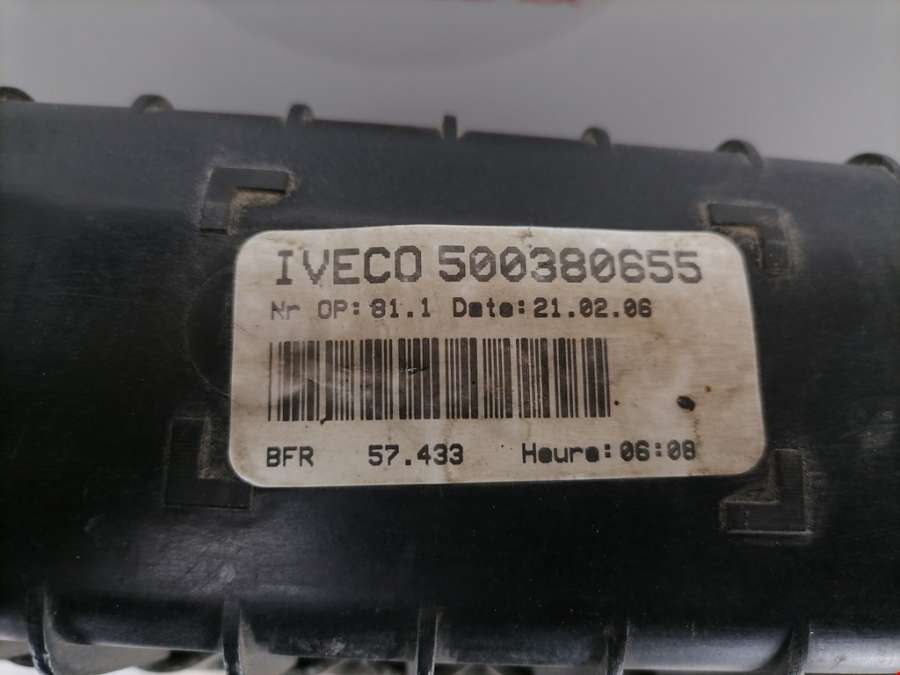 IVECO 500380655
Nr OP: 81.1 Date: 21.02.06
BFR 57.433 Heure: 06:08